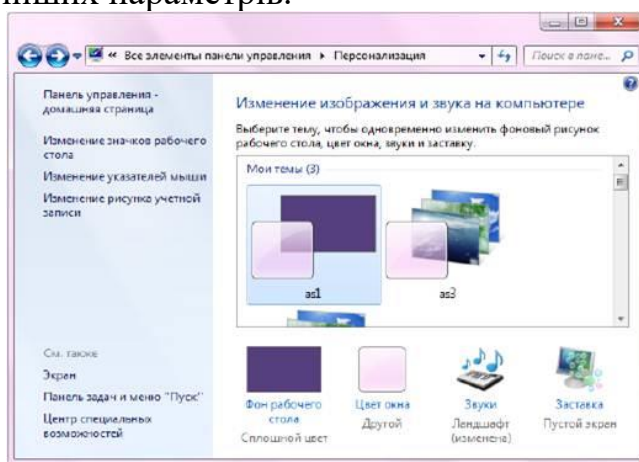 нших параметрів.
« Все элементы панели управления ▸ Персонализация
Поиск в пане...
Панель управления -
домашняя страница
Изменение значков рабочего
стола
Изменение указателей мыши
Изменение рисунка учетной
записи
См. также
Экран
Панель задач и меню "Пуск"
Центр специальных
возможностей
Изменение изображения и звука на компьютере
Выберите тему, чтобы одновременно изменить фоновый рисунок
рабочего стола, цвет окна, звуки и заставку.
Мои темы (3)
as1
as3
Фон рабочего
стола
Сплошной цвет
Цвет окна
Другой
Звуки
Ландшафт
(изменена)
Заставка
Пустой экран